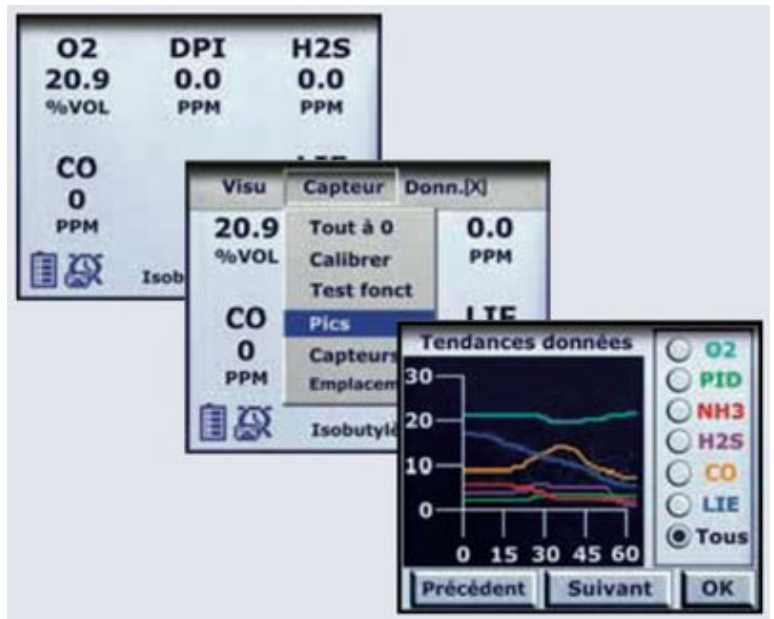 O2 DPI H2S
20.9 0.0 0.0
%VOL PPM PPM
CO
0
PPM
Visu Capteur Donn.[X]
20.9 Tout à 0 0.0
%VOL Calibrer PPM
Test fonct
CO Pics LIE
0 Capteurs
PPM
Tendances données
30
20
10
0
0 15 30 45 60
O2
PID
NH3
H2S
CO
LIE
Tous
Précédent Suivant OK